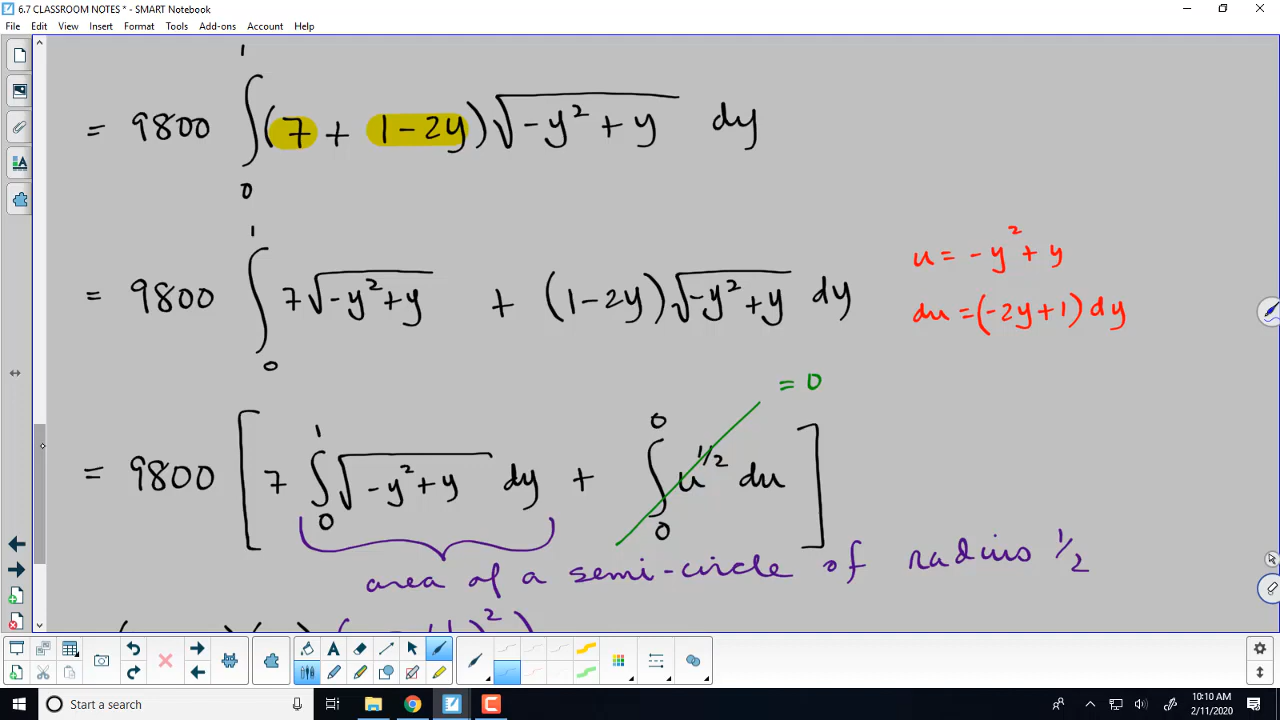 6.7 CLASSROOM NOTES * - SMART Notebook
File Edit View Insert Format Tools Add-ons Account Help
= 9800 ∫₀¹ (7 + 1 - 2y) √(-y² + y) dy
= 9800 ∫₀¹ 7√(-y² + y) + (1 - 2y) √(-y² + y) dy
u = -y² + y
du = (-2y + 1) dy
= 0
= 9800 [ 7 ∫₀¹ √(-y² + y) dy + ∫₀⁰ u^1/2 du ]
area of a semi-circle of radius 1/2
Type here to search
10:10 AM
2/11/2020